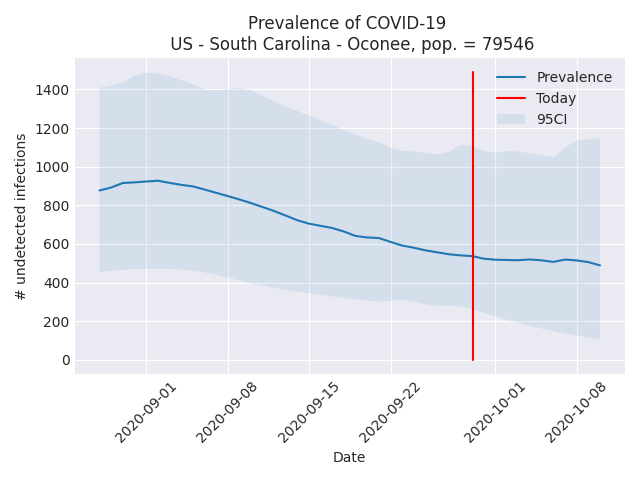 Prevalence of COVID-19
US - South Carolina - Oconee, pop. = 79546
Prevalence
Today
95CI
# undetected infections
1400
1200
1000
800
600
400
200
0
2020-09-01
2020-09-08
2020-09-15
2020-09-22
2020-10-01
2020-10-08
Date